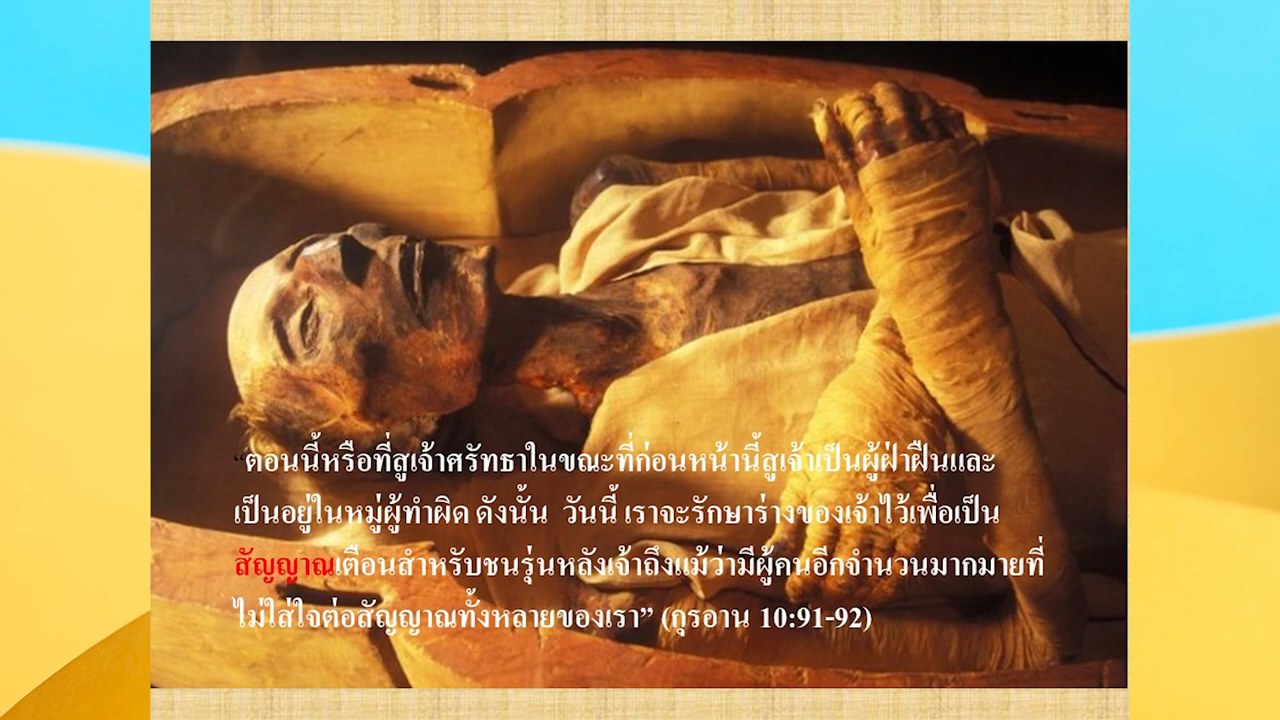 “ตอนนี้หรือที่สูเจ้าศรัทธาในขณะที่ก่อนหน้านี้สูเจ้าเป็นผู้ฝ่าฝืนและ
เป็นอยู่ในหมู่ผู้ทำผิด ดังนั้น วันนี้ เราจะรักษาร่างของเจ้าไว้เพื่อเป็น
สัญญาณเตือนสำหรับชนรุ่นหลังเจ้าถึงแม้ว่ามีผู้คนอีกจำนวนมากมายที่
ไม่ใส่ใจต่อสัญญาณทั้งหลายของเรา” (กุรอาน 10:91-92)